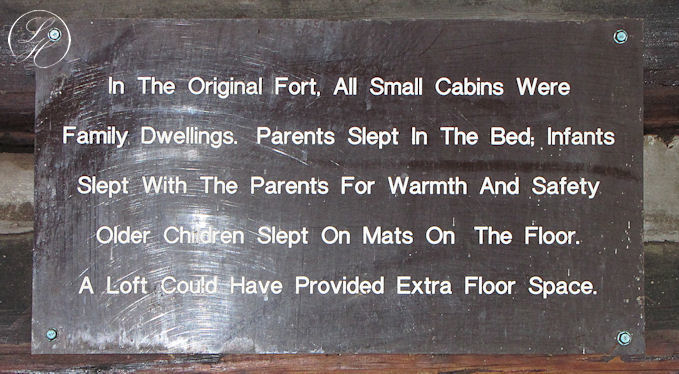 In The Original Fort, All Small Cabins Were
Family Dwellings. Parents Slept In The Bed; Infants
Slept With The Parents For Warmth And Safety
Older Children Slept On Mats On The Floor.
A Loft Could Have Provided Extra Floor Space.